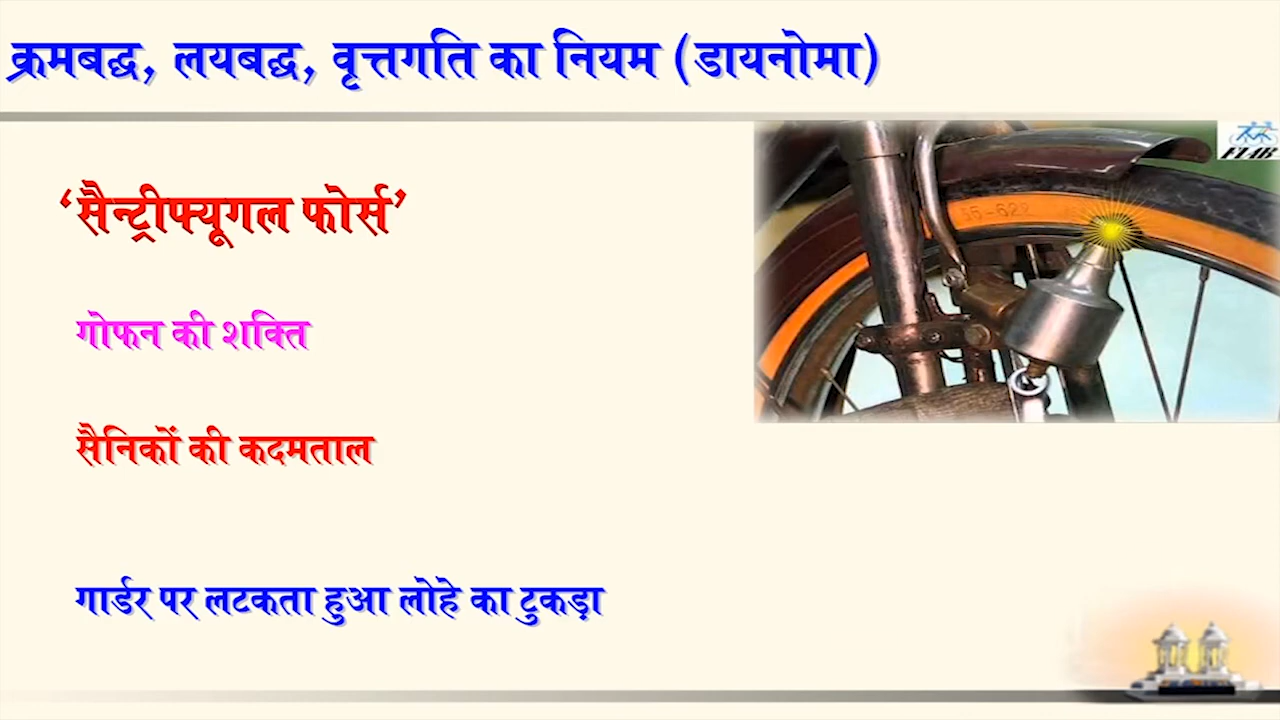 क्रमबद्ध, लयबद्ध, वृत्तगति का नियम (डायनोमा)
‘सैन्ट्रीफ्यूगल फोर्स’
गोफन की शक्ति
सैनिकों की कदमताल
गार्डर पर लटकता हुआ लोहे का टुकड़ा